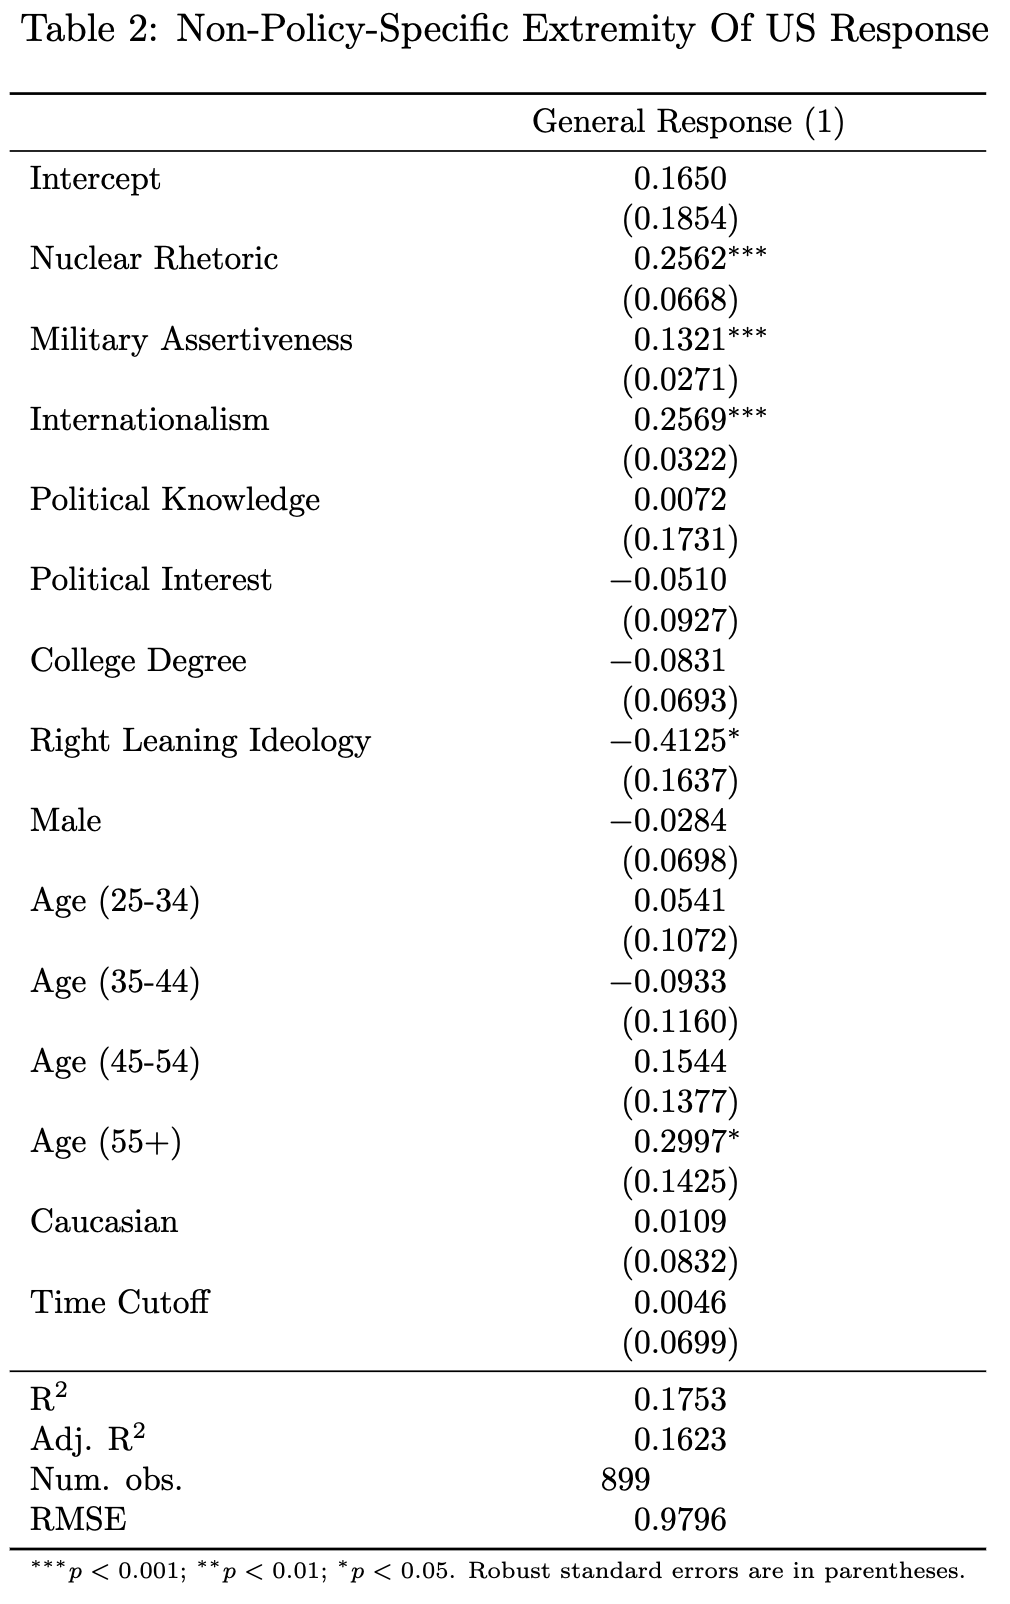 Table 2: Non-Policy-Specific Extremity Of US Response
General Response (1)
Intercept 0.1650
(0.1854)
Nuclear Rhetoric 0.2562***
(0.0668)
Military Assertiveness 0.1321***
(0.0271)
Internationalism 0.2569***
(0.0322)
Political Knowledge 0.0072
(0.1731)
Political Interest −0.0510
(0.0927)
College Degree −0.0831
(0.0693)
Right Leaning Ideology −0.4125*
(0.1637)
Male −0.0284
(0.0698)
Age (25-34) 0.0541
(0.1072)
Age (35-44) −0.0933
(0.1160)
Age (45-54) 0.1544
(0.1377)
Age (55+) 0.2997*
(0.1425)
Caucasian 0.0109
(0.0832)
Time Cutoff 0.0046
(0.0699)
R² 0.1753
Adj. R² 0.1623
Num. obs. 899
RMSE 0.9796
***p < 0.001; **p < 0.01; *p < 0.05. Robust standard errors are in parentheses.